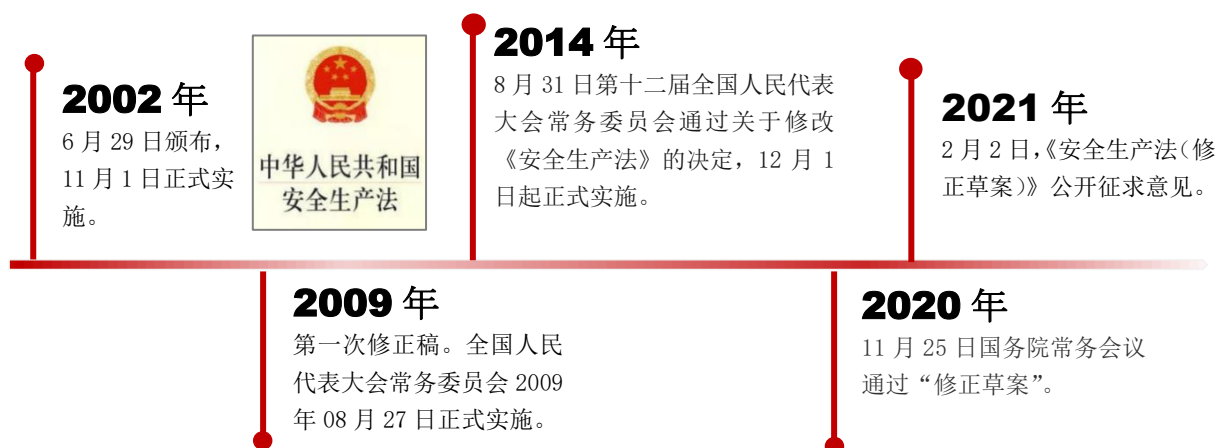 2002 年
6 月 29 日颁布，
11 月 1 日正式实
施。
中华人民共和国
安全生产法
2009 年
第一次修正稿。全国人民
代表大会常务委员会 2009
年 08 月 27 日正式实施。
2014 年
8 月 31 日第十二届全国人民代表
大会常务委员会通过关于修改
《安全生产法》的决定，12 月 1
日起正式实施。
2020 年
11 月 25 日国务院常务会议
通过“修正草案”。
2021 年
2 月 2 日，《安全生产法（修
正草案）》公开征求意见。